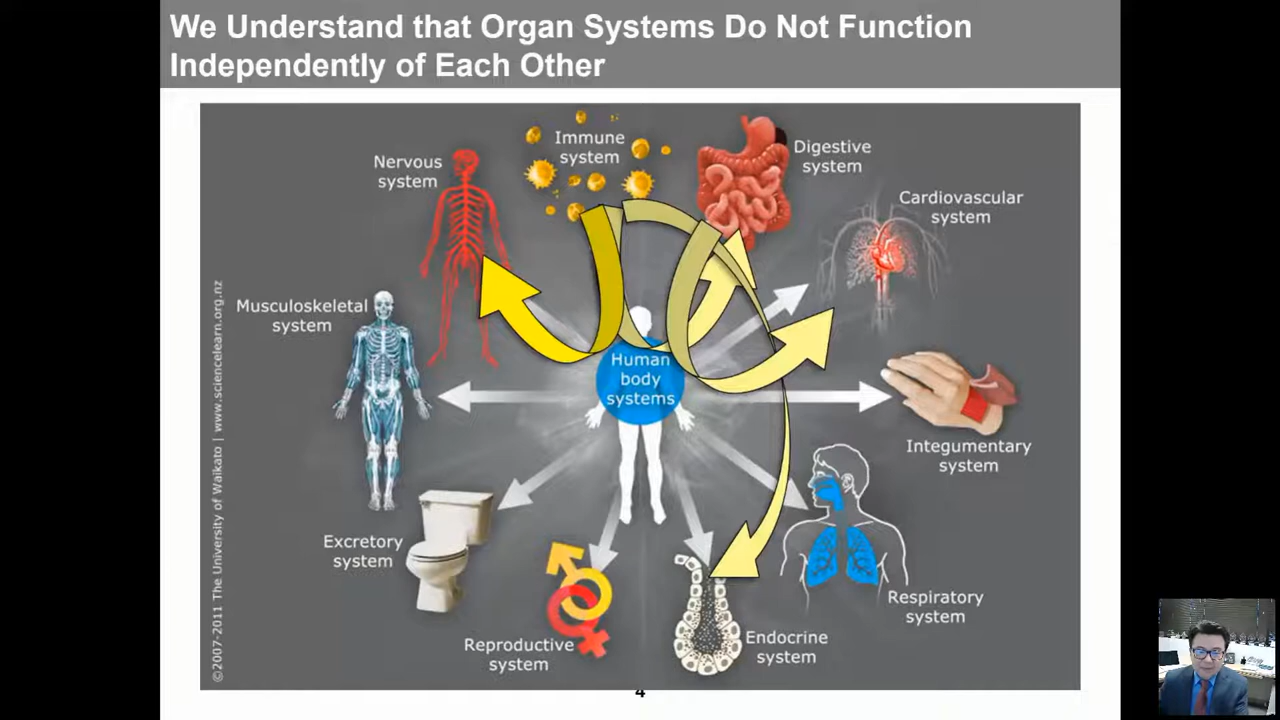 We Understand that Organ Systems Do Not Function
Independently of Each Other
Immune
system
Digestive
system
Nervous
system
Cardiovascular
system
Musculoskeletal
system
Human
body
systems
Integumentary
system
Excretory
system
Respiratory
system
Reproductive
system
Endocrine
system
©2007-2011 The University of Waikato | www.sciencelearn.org.nz
4